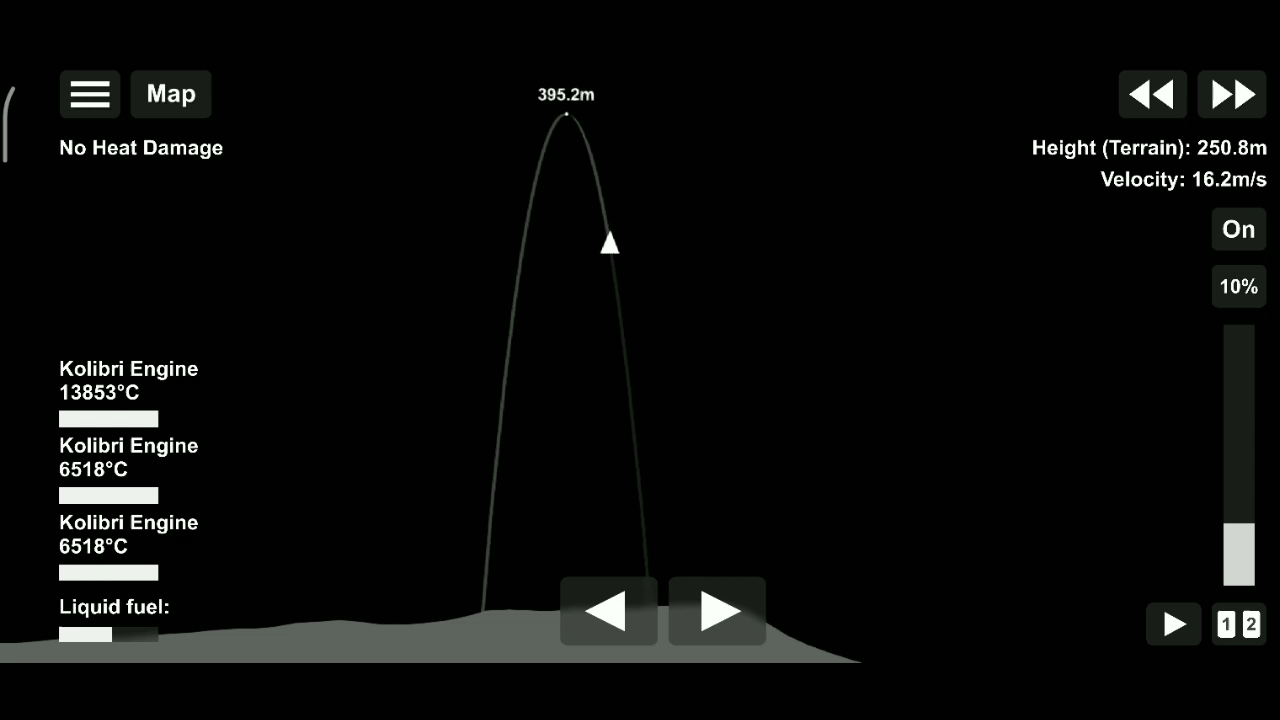 Map
395.2m
No Heat Damage
Height (Terrain): 250.8m
Velocity: 16.2m/s
On
10%
Kolibri Engine
13853°C
Kolibri Engine
6518°C
Kolibri Engine
6518°C
Liquid fuel:
1 2